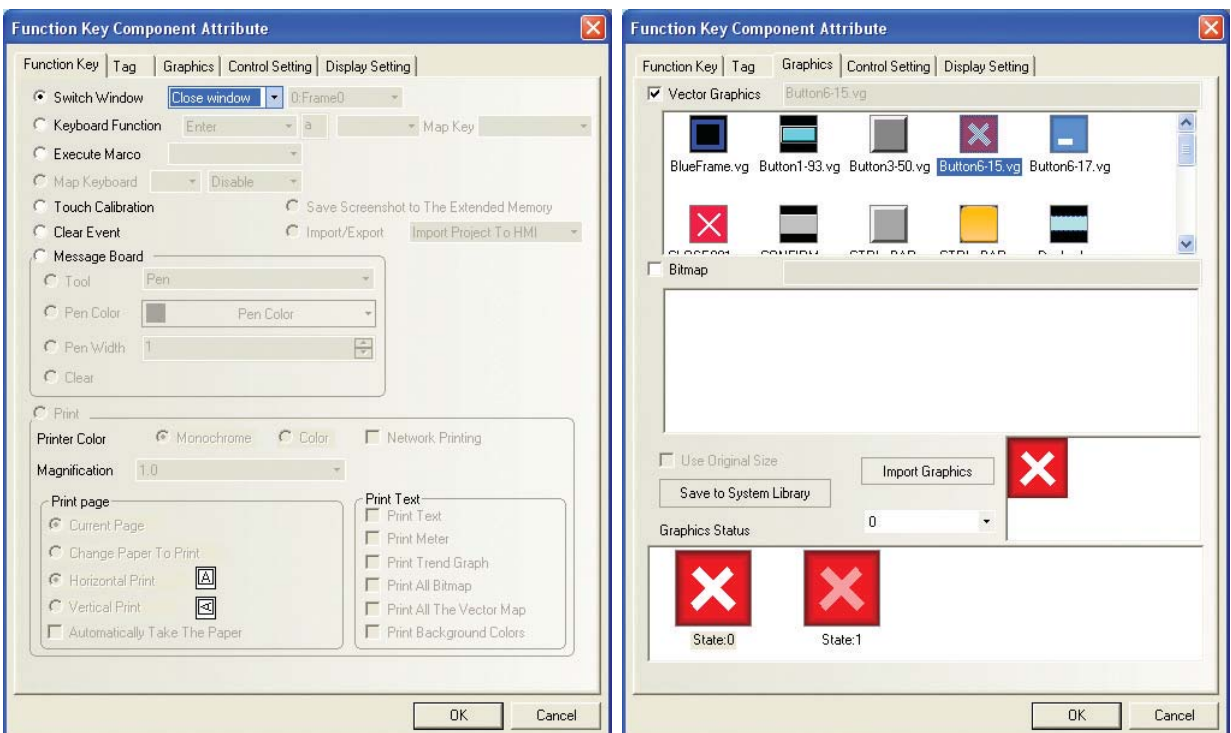 Function Key Component Attribute
Function Key Tag Graphics Control Setting Display Setting
Switch Window Close window 0:Frame0
Keyboard Function Enter a Map Key
Execute Marco
Map Keyboard Disable
Touch Calibration Save Screenshot to The Extended Memory
Clear Event Import/Export Import Project To HMI
Message Board
Tool Pen
Pen Color Pen Color
Pen Width 1
Clear
Print
Printer Color Monochrome Color Network Printing
Magnification 1.0
Print page
Current Page
Change Paper To Print
Horizontal Print A
Vertical Print A
Automatically Take The Paper
Print Text
Print Text
Print Meter
Print Trend Graph
Print All Bitmap
Print All The Vector Map
Print Background Colors
OK Cancel
Function Key Component Attribute
Function Key Tag Graphics Control Setting Display Setting
Vector Graphics Button6-15.vg
BlueFrame.vg Button1-93.vg Button3-50.vg Button6-15.vg Button6-17.vg
Bitmap
Use Original Size
Import Graphics
Save to System Library
Graphics Status 0
State:0 State:1
OK Cancel